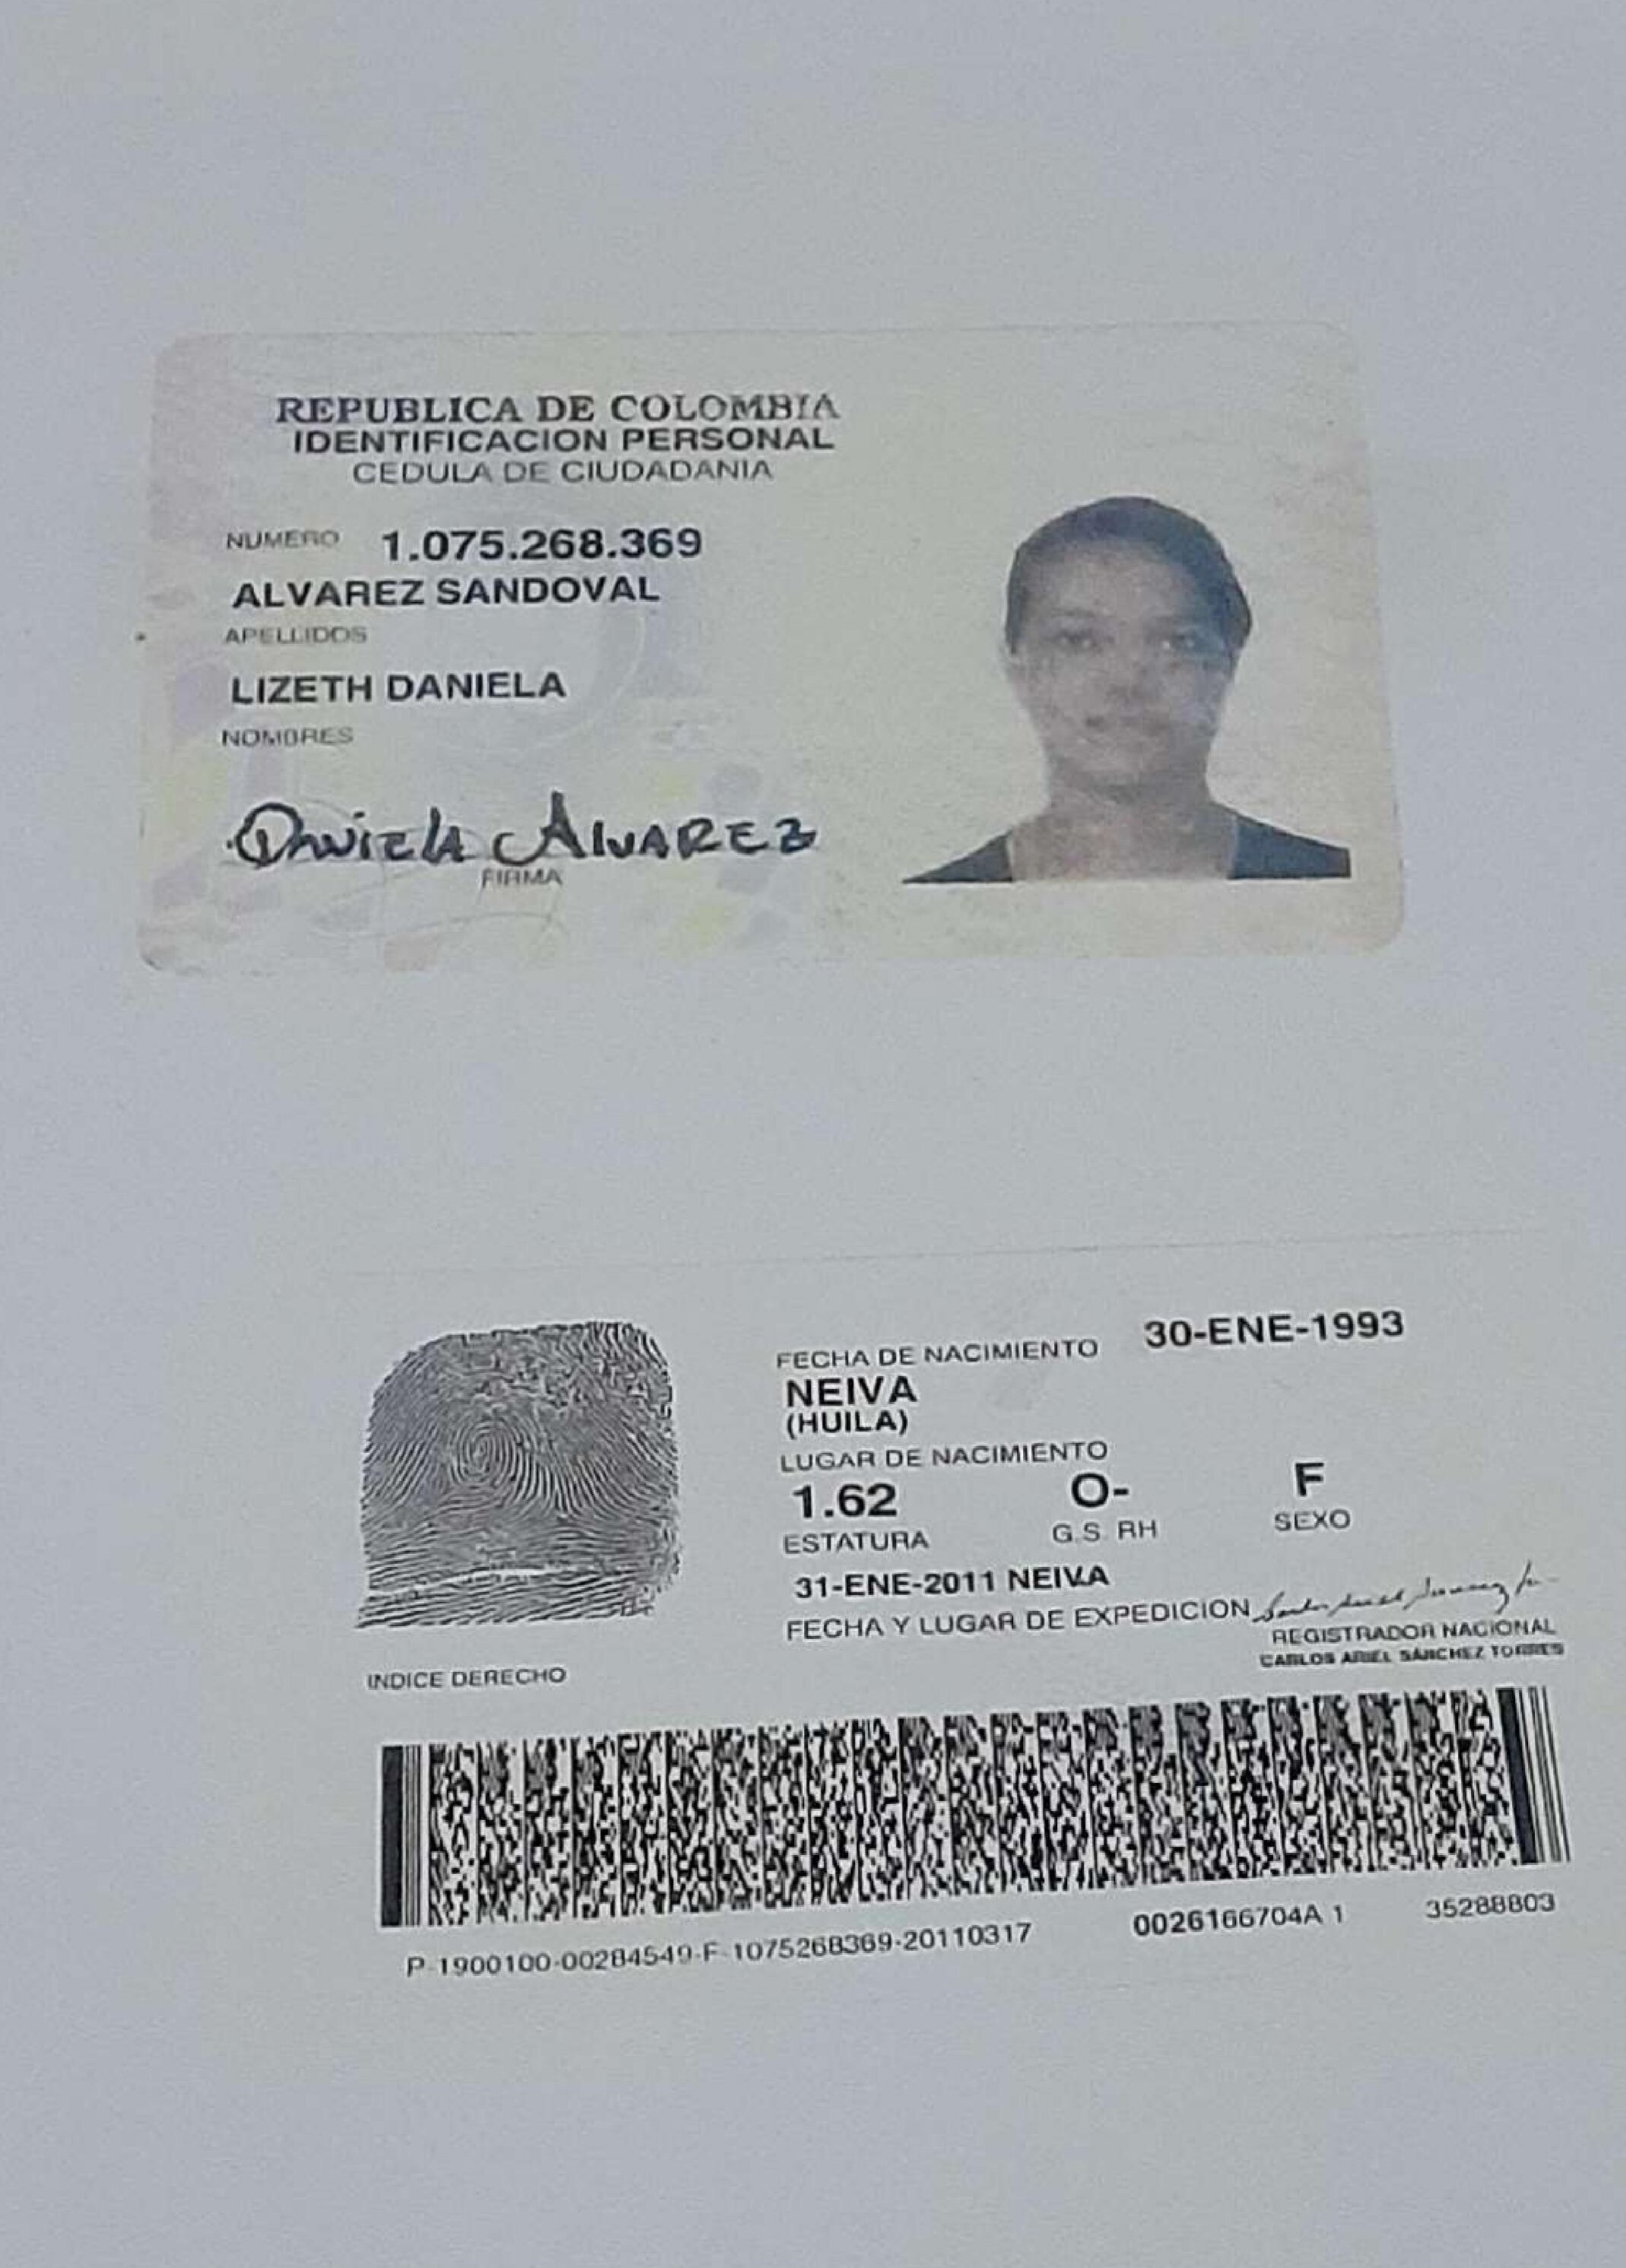 REPUBLICA DE COLOMBIA
IDENTIFICACION PERSONAL
CEDULA DE CIUDADANIA
NUMERO 1.075.268.369
ALVAREZ SANDOVAL
APELLIDOS
LIZETH DANIELA
NOMBRES
Daniela Alvarez
FIRMA
FECHA DE NACIMIENTO 30-ENE-1993
NEIVA
(HUILA)
LUGAR DE NACIMIENTO
1.62 O- F
ESTATURA G.S. RH SEXO
31-ENE-2011 NEIVA
FECHA Y LUGAR DE EXPEDICION
REGISTRADOR NACIONAL
CARLOS ARIEL SÁNCHEZ TORRES
INDICE DERECHO
P-1900100-00284549-F-1075268369-20110317 0026166704A 1 35288803